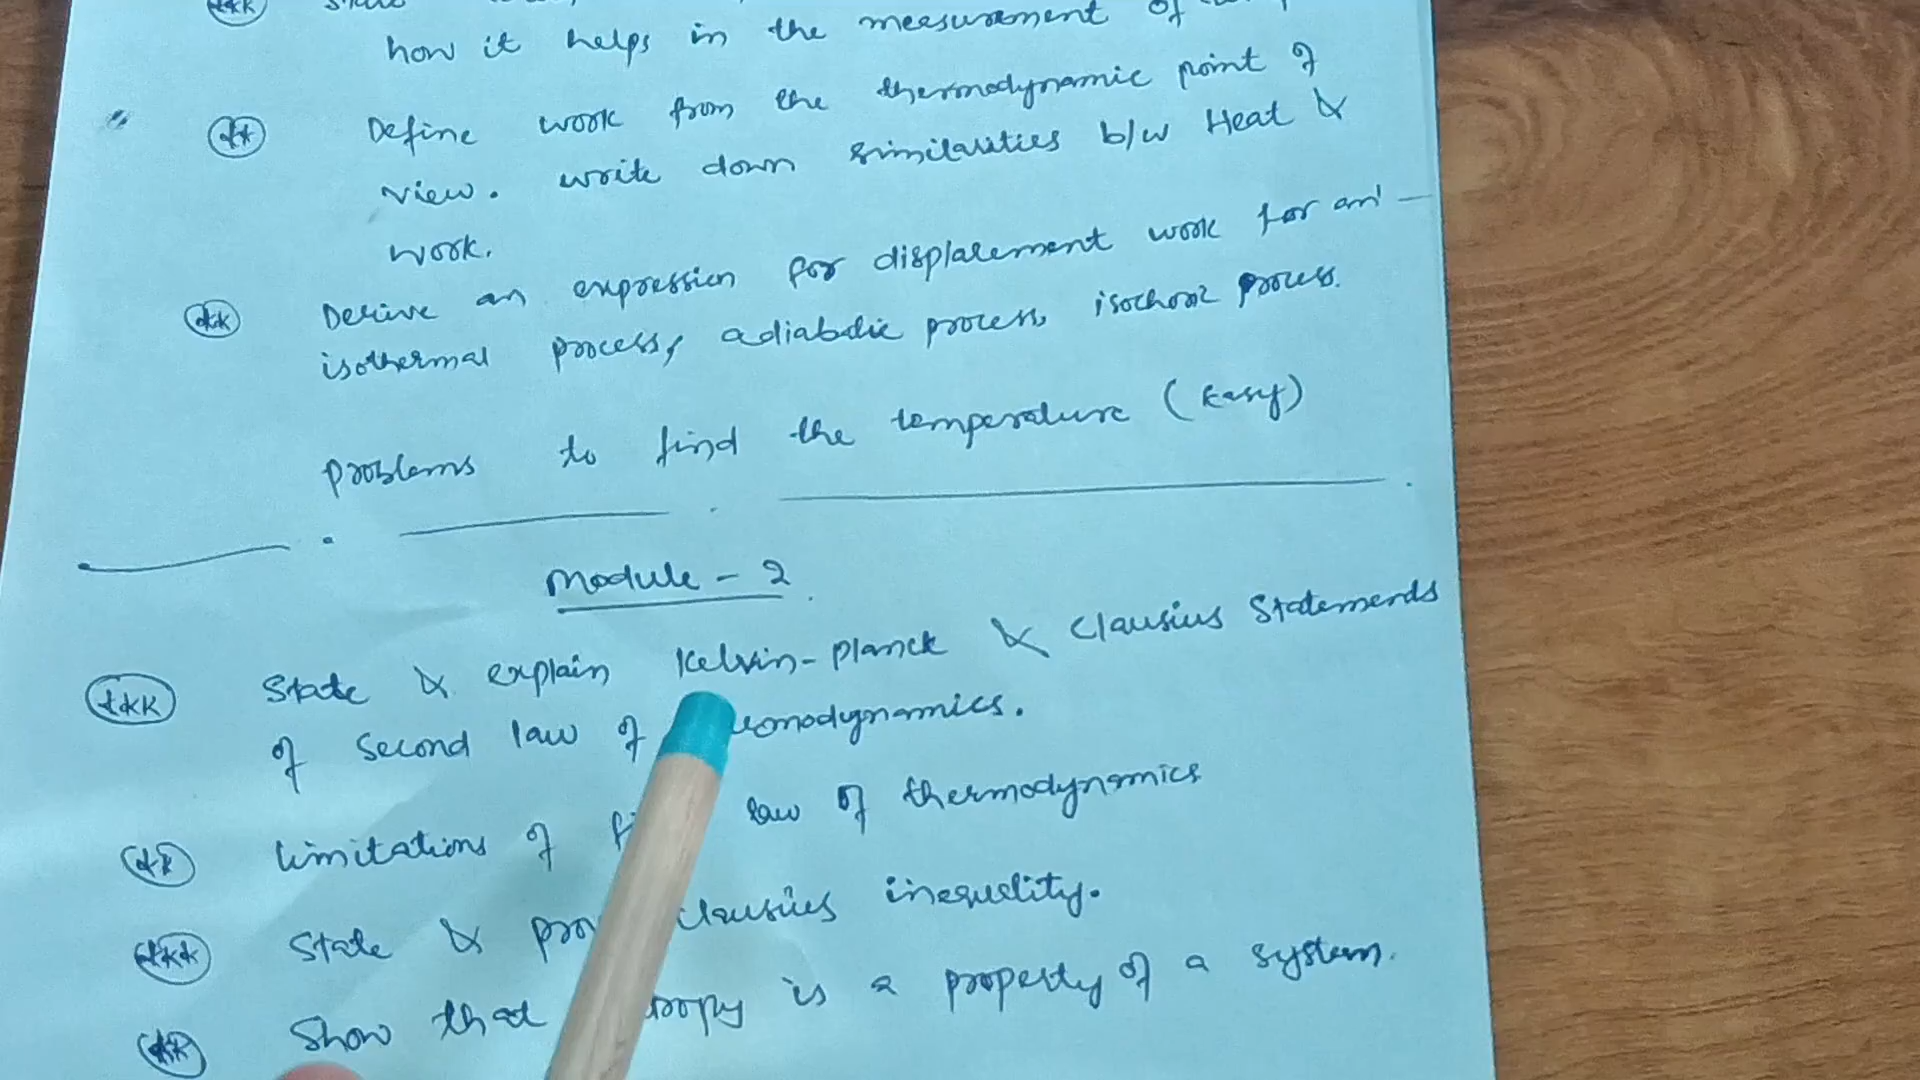 how it helps in the measurement of
** Define work from the thermodynamic point of
view. write down similarities b/w Heat &
work.
** Derive an expression for displacement work for an
isothermal process, adiabatic process, isochoric process.
problems to find the temperature (Easy)
Module - 2
*** State & explain Kelvin-planck & Clausius Statements
of second law of
** limitations of law of thermodynamics
*** State & clausius inequality.
** Show that is a property of a system.